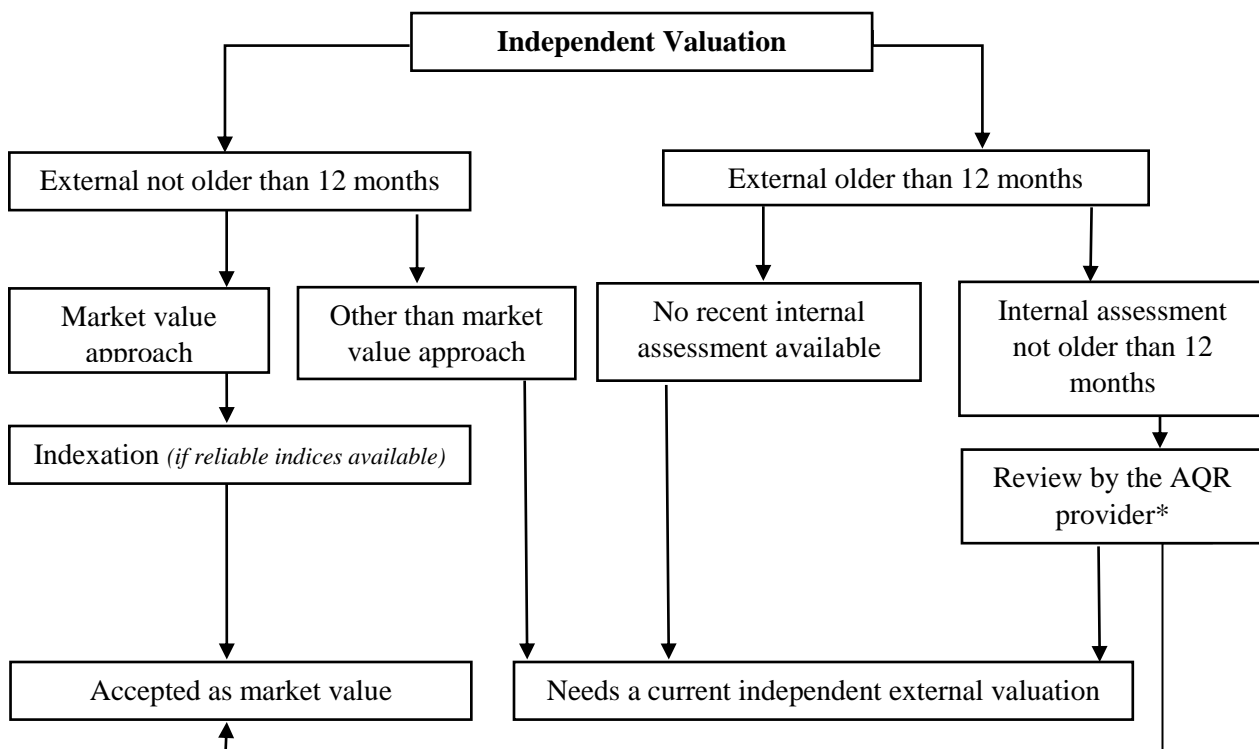 Independent Valuation
External not older than 12 months
External older than 12 months
Market value
approach
Other than market
value approach
No recent internal
assessment available
Internal assessment
not older than 12
months
Indexation (if reliable indices available)
Review by the AQR
provider*
Accepted as market value
Needs a current independent external valuation